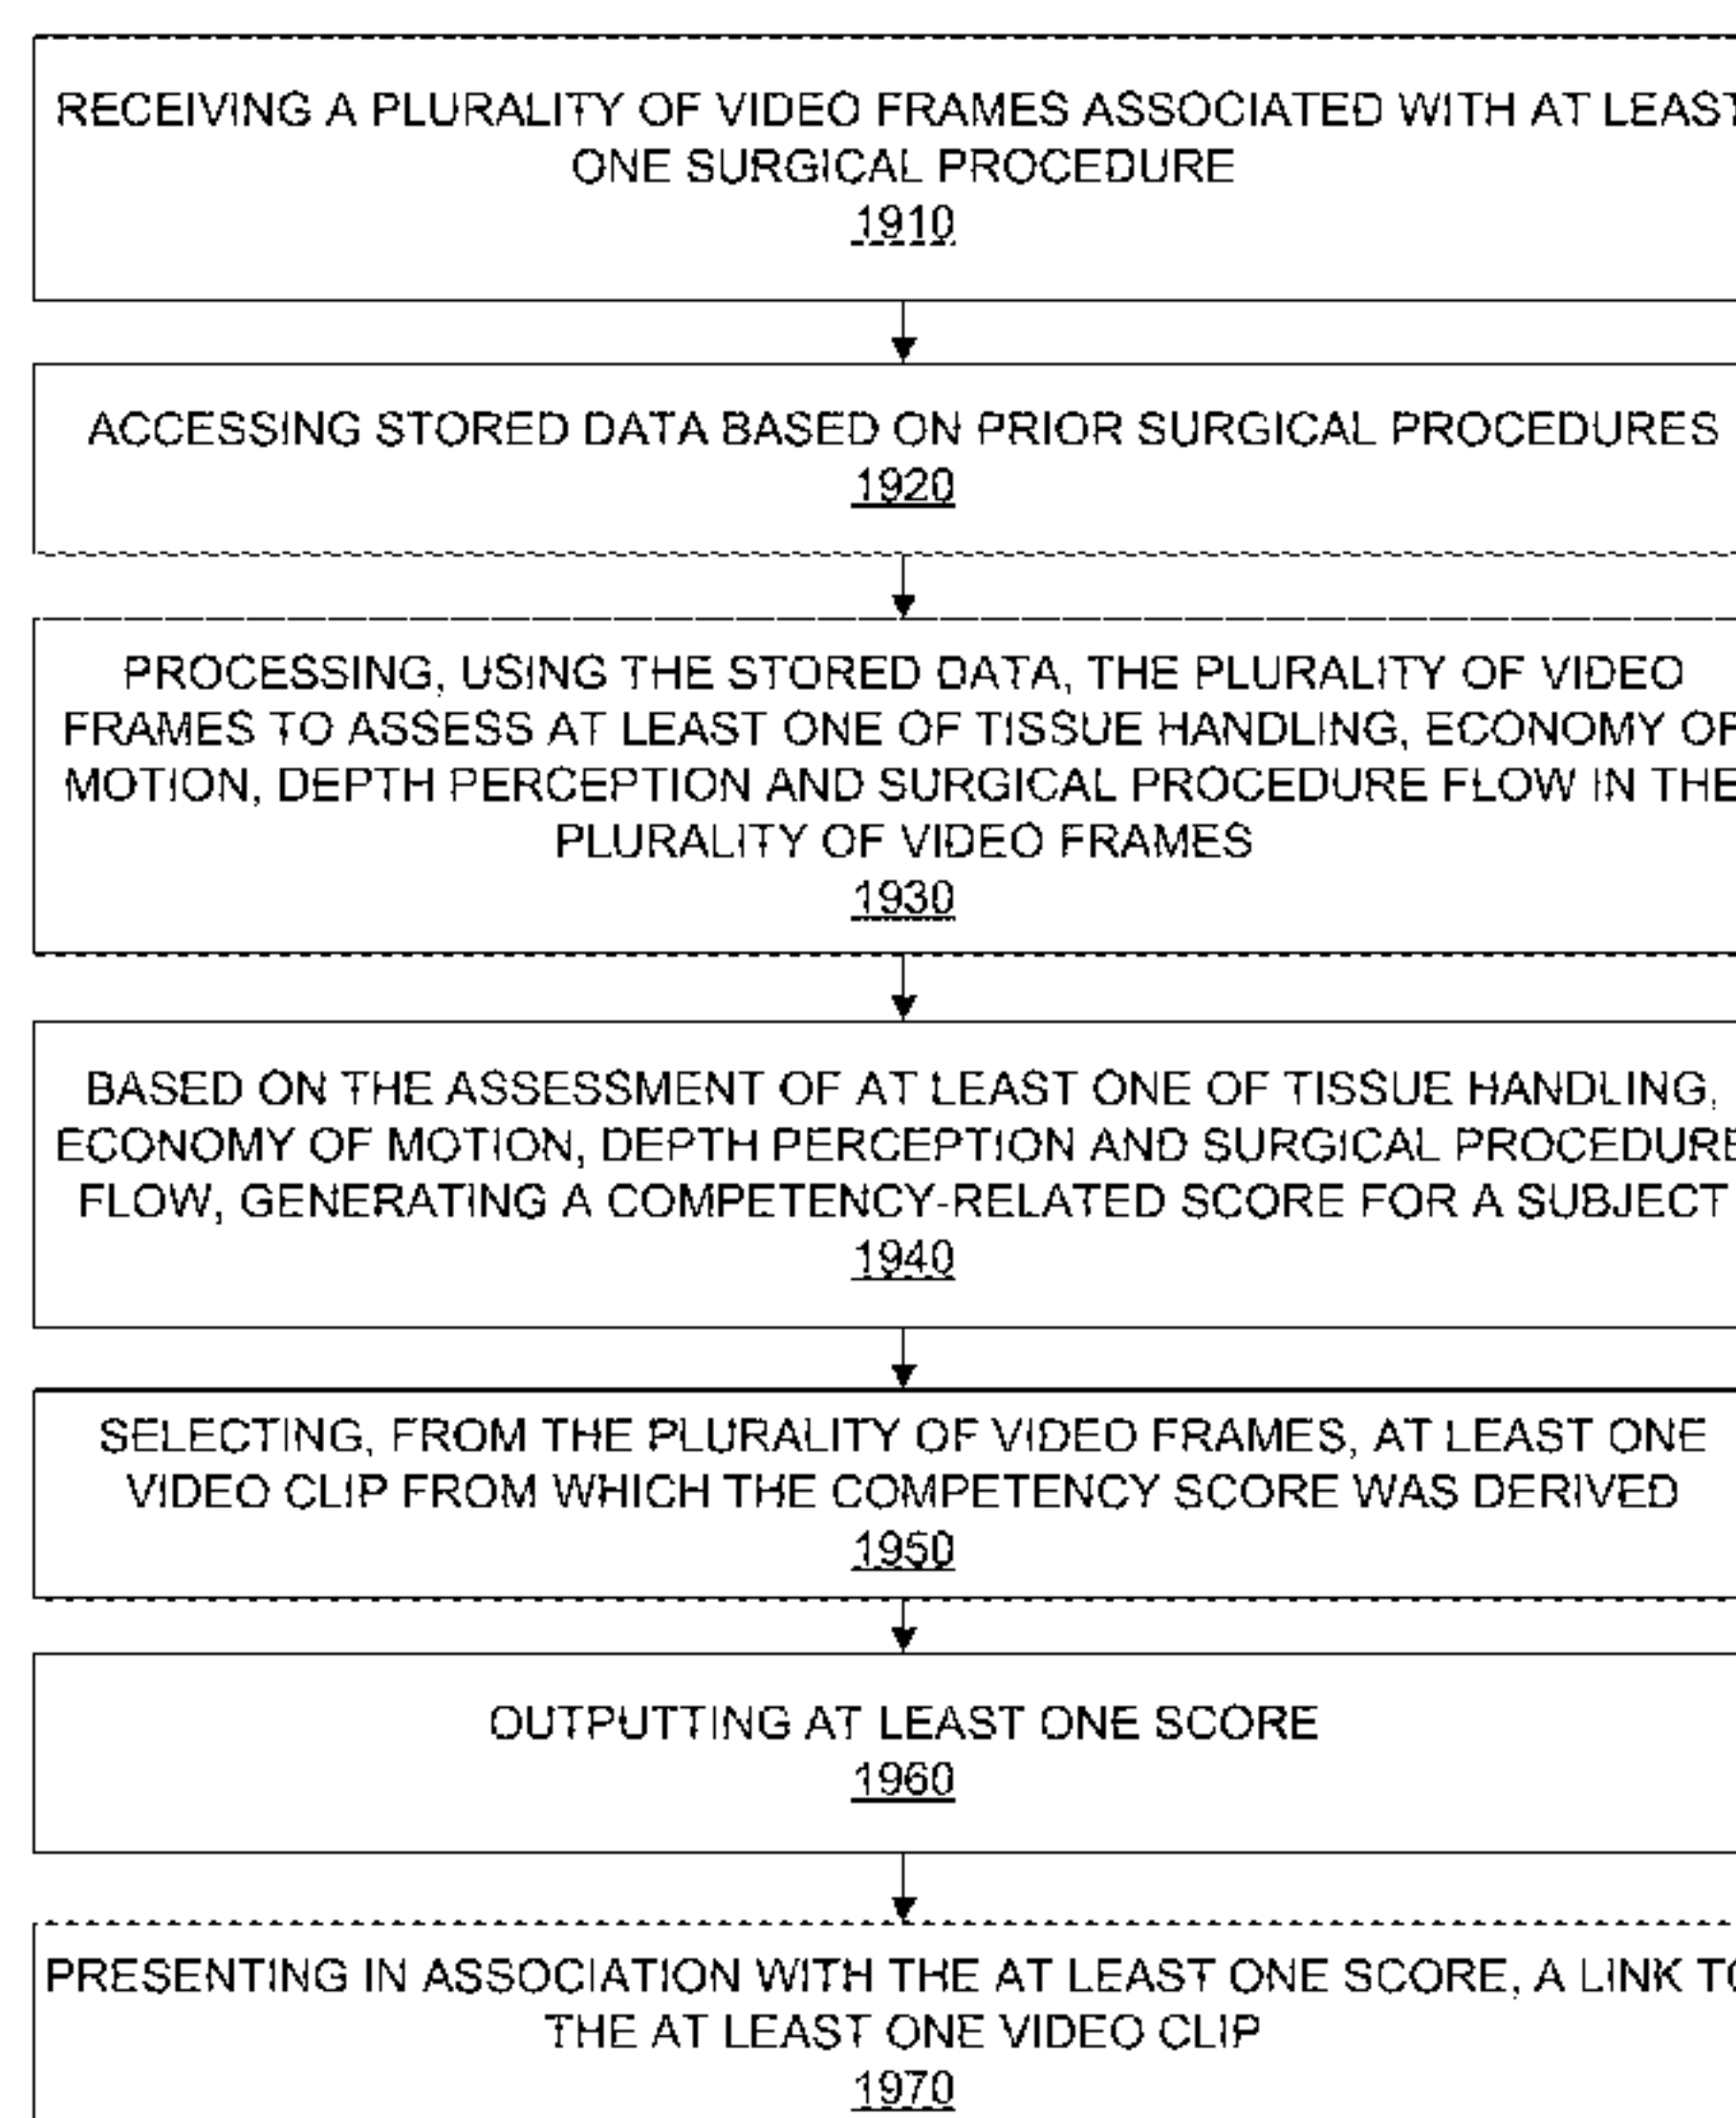 RECEIVING A PLURALITY OF VIDEO FRAMES ASSOCIATED WITH AT LEAST
ONE SURGICAL PROCEDURE
1910
ACCESSING STORED DATA BASED ON PRIOR SURGICAL PROCEDURES
1920
PROCESSING, USING THE STORED DATA, THE PLURALITY OF VIDEO
FRAMES TO ASSESS AT LEAST ONE OF TISSUE HANDLING, ECONOMY OF
MOTION, DEPTH PERCEPTION AND SURGICAL PROCEDURE FLOW IN THE
PLURALITY OF VIDEO FRAMES
1930
BASED ON THE ASSESSMENT OF AT LEAST ONE OF TISSUE HANDLING,
ECONOMY OF MOTION, DEPTH PERCEPTION AND SURGICAL PROCEDURE
FLOW, GENERATING A COMPETENCY-RELATED SCORE FOR A SUBJECT
1940
SELECTING, FROM THE PLURALITY OF VIDEO FRAMES, AT LEAST ONE
VIDEO CLIP FROM WHICH THE COMPETENCY SCORE WAS DERIVED
1950
OUTPUTTING AT LEAST ONE SCORE
1960
PRESENTING IN ASSOCIATION WITH THE AT LEAST ONE SCORE, A LINK TO
THE AT LEAST ONE VIDEO CLIP
1970